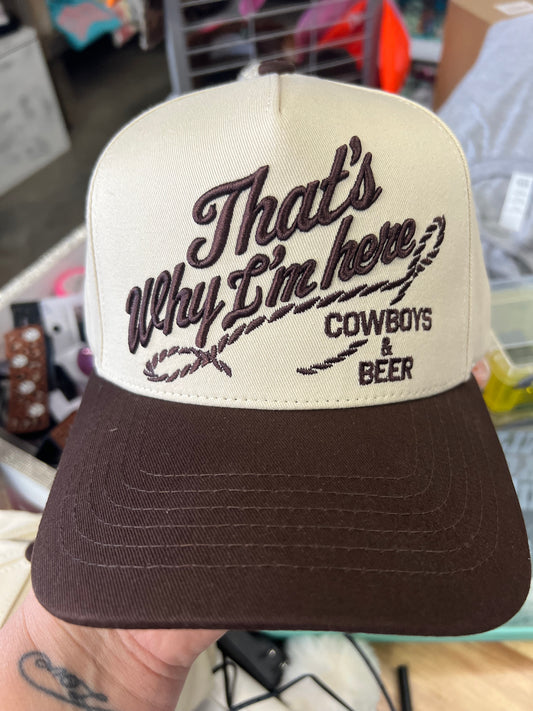 That's
Why I'm here
COWBOYS
&
BEER